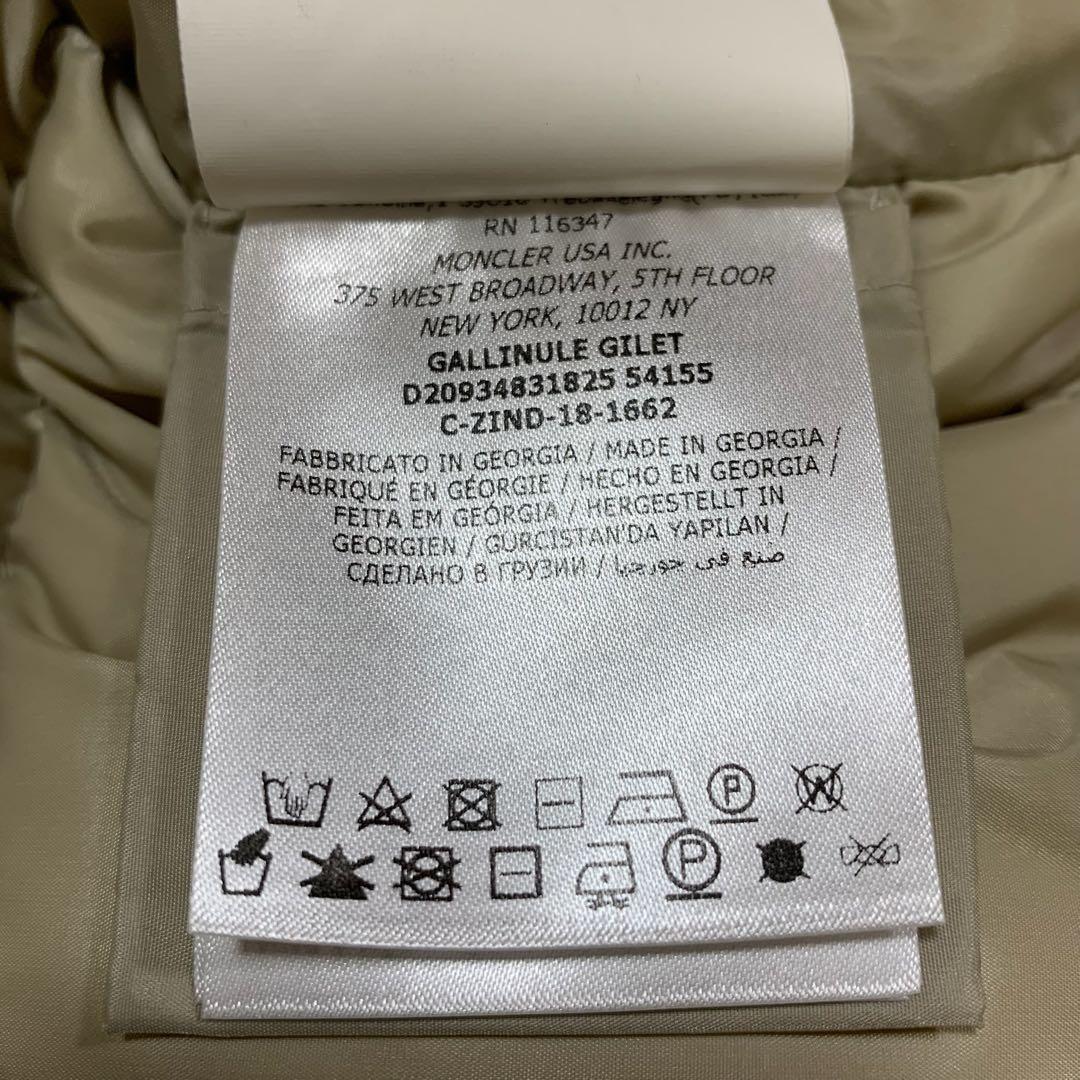 RN 116347
MONCLER USA INC.
375 WEST BROADWAY, 5TH FLOOR
NEW YORK, 10012 NY
GALLINULE GILET
D20934831825 54155
C-ZIND-18-1662
FABBRICATO IN GEORGIA / MADE IN GEORGIA /
FABRIQUÉ EN GÉORGIE / HECHO EN GEORGIA /
FEITA EM GEÓRGIA / HERGESTELLT IN
GEORGIEN / GURCISTAN'DA YAPILAN /
СДЕЛАНО В ГРУЗИИ / صنع في جورجيا
P W
P